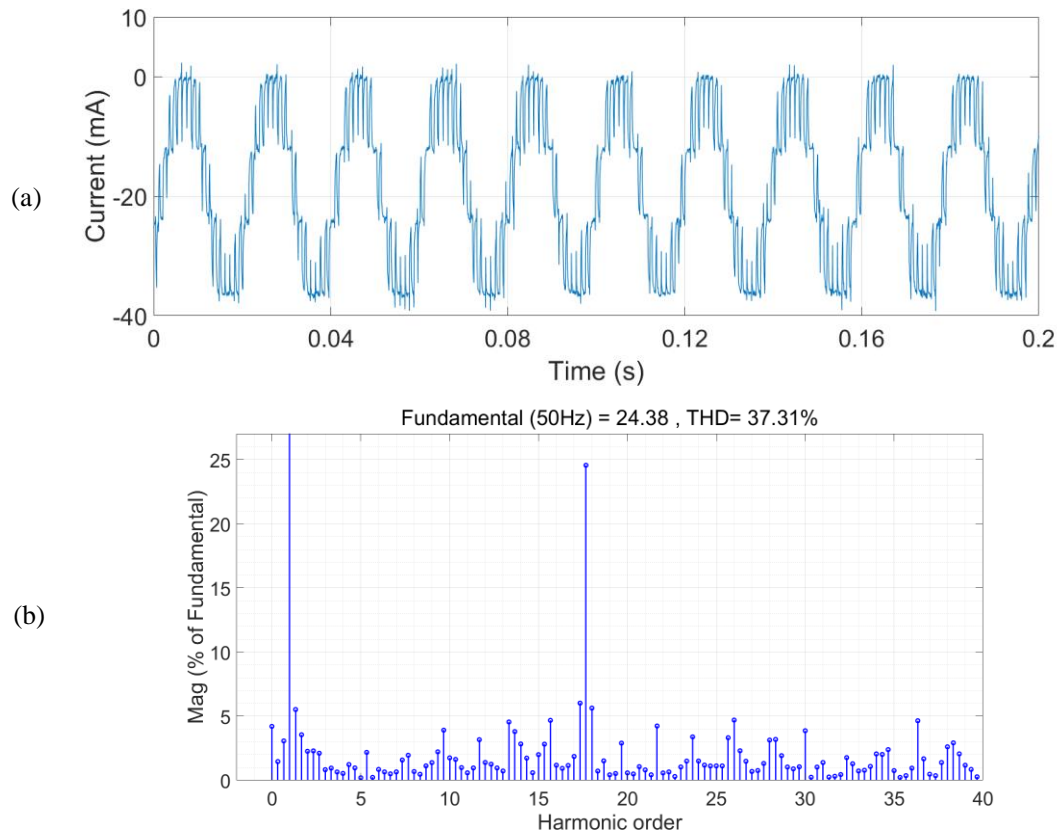 (a)
Current (mA)
10
0
-20
-40
0 0.04 0.08 0.12 0.16 0.2
Time (s)
(b)
Fundamental (50Hz) = 24.38 , THD= 37.31%
Mag (% of Fundamental)
25
20
15
10
5
0
0 5 10 15 20 25 30 35 40
Harmonic order